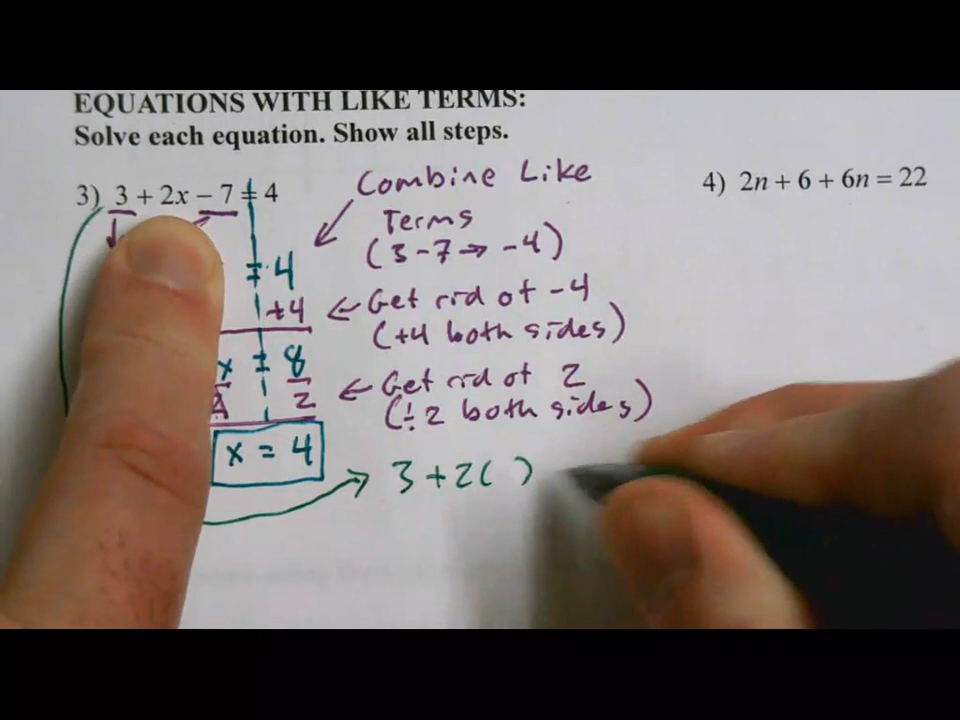 EQUATIONS WITH LIKE TERMS:
Solve each equation. Show all steps.
3) 3 + 2x – 7 = 4
Combine Like
Terms
(3-7→ -4)
= 4
+4
← Get rid of -4
(+4 both sides)
x = 8
2
← Get rid of 2
(÷2 both sides)
x = 4
3+2( )
4) 2n + 6 + 6n = 22